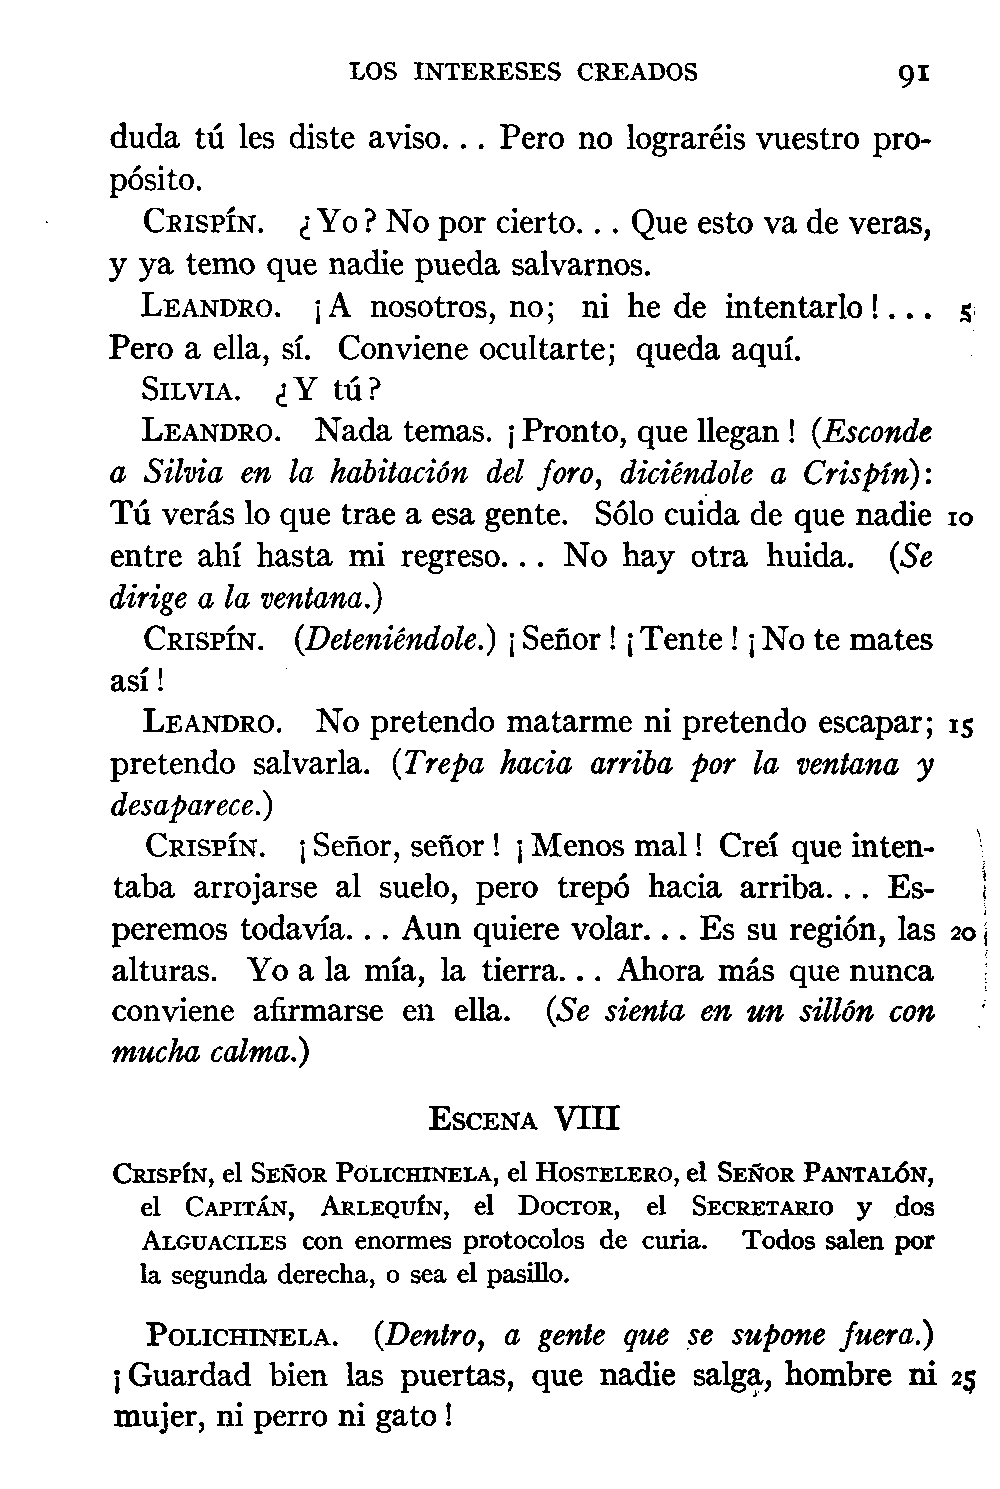 LOS INTERESES CREADOS 91
duda tú les diste aviso. . . Pero no lograréis vuestro pro-
pósito.
CRISPÍN. ¿Yo? No por cierto. . . Que esto va de veras,
y ya temo que nadie pueda salvarnos.
LEANDRO. ¡A nosotros, no; ni he de intentarlo!. . . 5
Pero a ella, sí. Conviene ocultarte; queda aquí.
SILVIA. ¿Y tú?
LEANDRO. Nada temas. ¡Pronto, que llegan! (Esconde
a Silvia en la habitación del foro, diciéndole a Crispín):
Tú verás lo que trae a esa gente. Sólo cuida de que nadie 10
entre ahí hasta mi regreso. . . No hay otra huida. (Se
dirige a la ventana.)
CRISPÍN. (Deteniéndole.) ¡Señor! ¡Tente! ¡No te mates
así!
LEANDRO. No pretendo matarme ni pretendo escapar; 15
pretendo salvarla. (Trepa hacia arriba por la ventana y
desaparece.)
CRISPÍN. ¡Señor, señor! ¡Menos mal! Creí que inten-
taba arrojarse al suelo, pero trepó hacia arriba. . . Es-
peremos todavía. . . Aun quiere volar. . . Es su región, las 20
alturas. Yo a la mía, la tierra. . . Ahora más que nunca
conviene afirmarse en ella. (Se sienta en un sillón con
mucha calma.)
ESCENA VIII
CRISPÍN, el SEÑOR POLICHINELA, el HOSTELERO, el SEÑOR PANTALÓN,
el CAPITÁN, ARLEQUÍN, el DOCTOR, el SECRETARIO y dos
ALGUACILES con enormes protocolos de curia. Todos salen por
la segunda derecha, o sea el pasillo.
POLICHINELA. (Dentro, a gente que se supone fuera.)
¡Guardad bien las puertas, que nadie salga, hombre ni 25
mujer, ni perro ni gato!